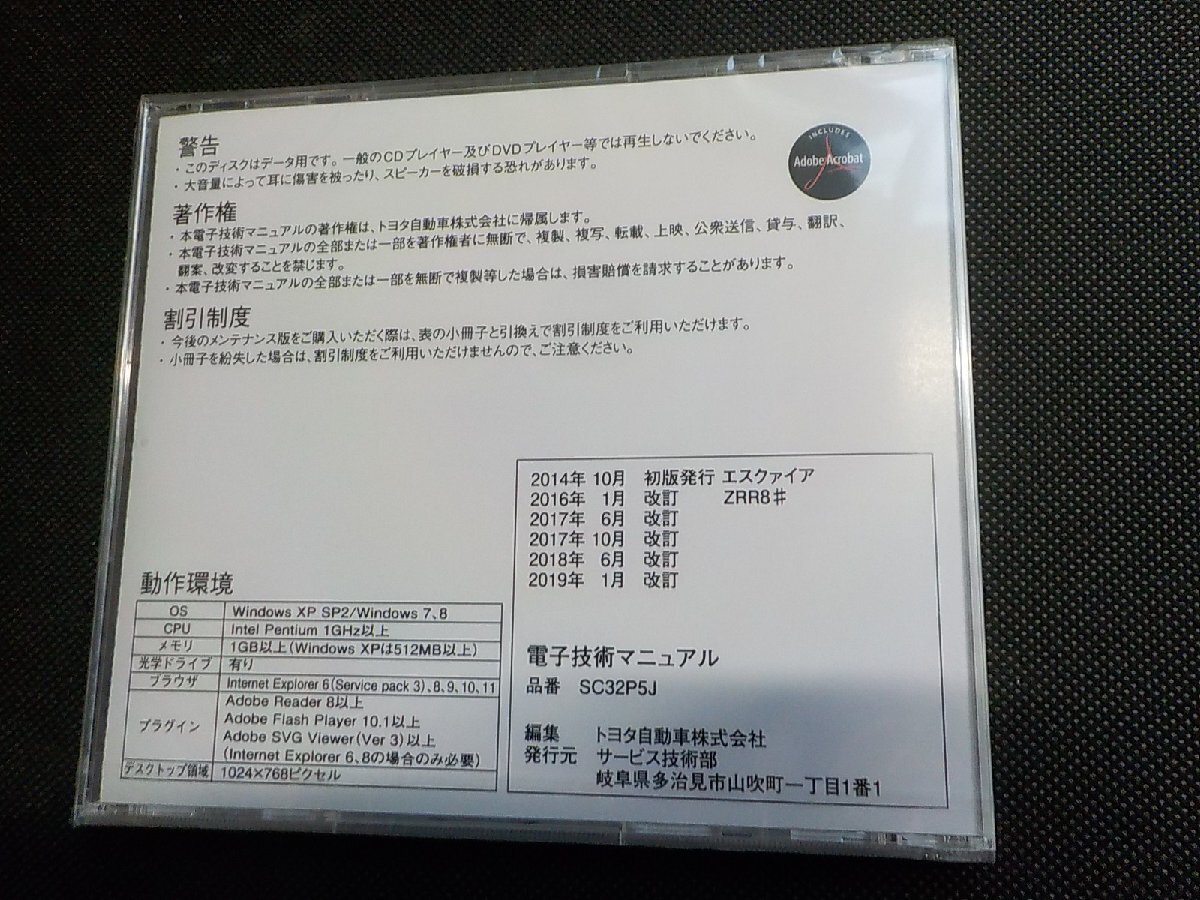 警告
・このディスクはデータ用です。一般のCDプレイヤー及びDVDプレイヤー等では再生しないでください。
・大音量によって耳に傷害を被ったり、スピーカーを破損する恐れがあります。
INCLUDES
Adobe Acrobat
著作権
・本電子技術マニュアルの著作権は、トヨタ自動車株式会社に帰属します。
・本電子技術マニュアルの全部または一部を著作権者に無断で、複製、複写、転載、上映、公衆送信、貸与、翻訳、
翻案、改変することを禁じます。
・本電子技術マニュアルの全部または一部を無断で複製等した場合は、損害賠償を請求することがあります。
割引制度
・今後のメンテナンス版をご購入いただく際は、表の小冊子と引換えで割引制度をご利用いただけます。
・小冊子を紛失した場合は、割引制度をご利用いただけませんので、ご注意ください。
動作環境
OS Windows XP SP2/Windows 7、8
CPU Intel Pentium 1GHz以上
メモリ 1GB以上(Windows XPは512MB以上)
光学ドライブ 有り
ブラウザ Internet Explorer 6(Service pack 3)、8、9、10、11
プラグイン Adobe Reader 8以上
Adobe Flash Player 10.1以上
Adobe SVG Viewer(Ver 3)以上
(Internet Explorer 6、8の場合のみ必要)
デスクトップ領域 1024×768ピクセル
2014年 10月 初版発行 エスクァイア
2016年 1月 改訂 ZRR8♯
2017年 6月 改訂
2017年 10月 改訂
2018年 6月 改訂
2019年 1月 改訂
電子技術マニュアル
品番 SC32P5J
編集 トヨタ自動車株式会社
発行元 サービス技術部
岐阜県多治見市山吹町一丁目1番1